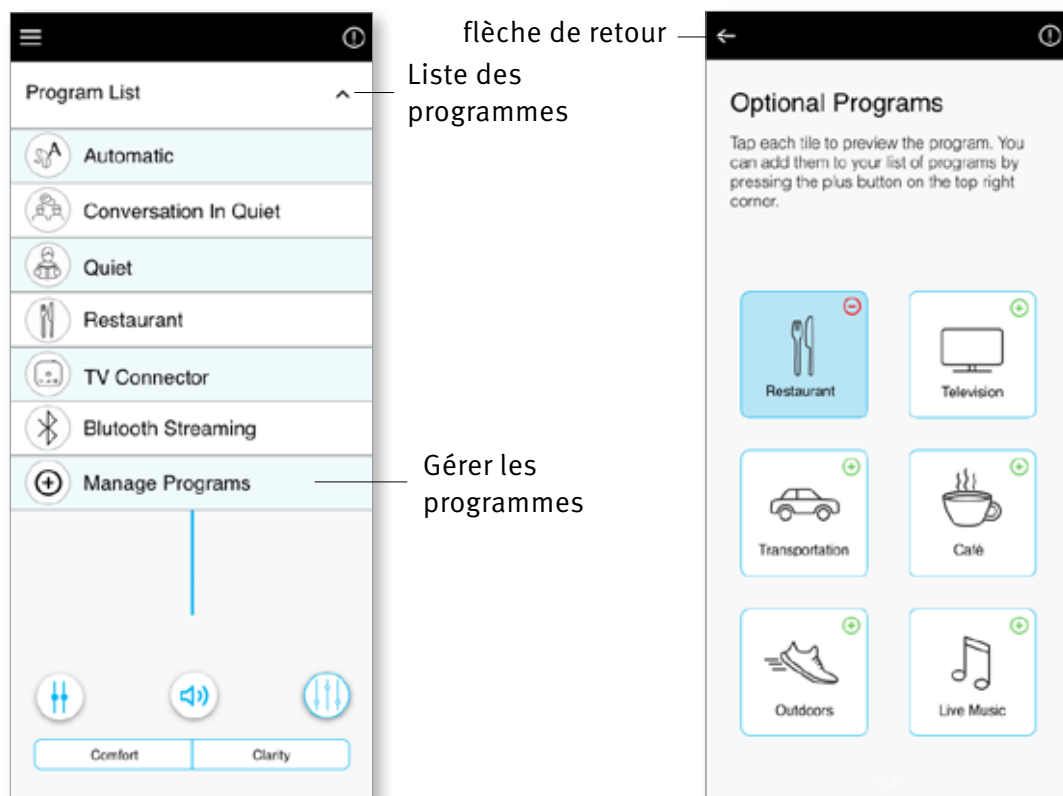 Program List
Automatic
Conversation In Quiet
Quiet
Restaurant
TV Connector
Blutooth Streaming
Manage Programs
Comfort
Clarity
Liste des
programmes
Gérer les
programmes
flèche de retour
Optional Programs
Tap each tile to preview the program. You
can add them to your list of programs by
pressing the plus button on the top right
corner.
Restaurant
Television
Transportation
Café
Outdoors
Live Music